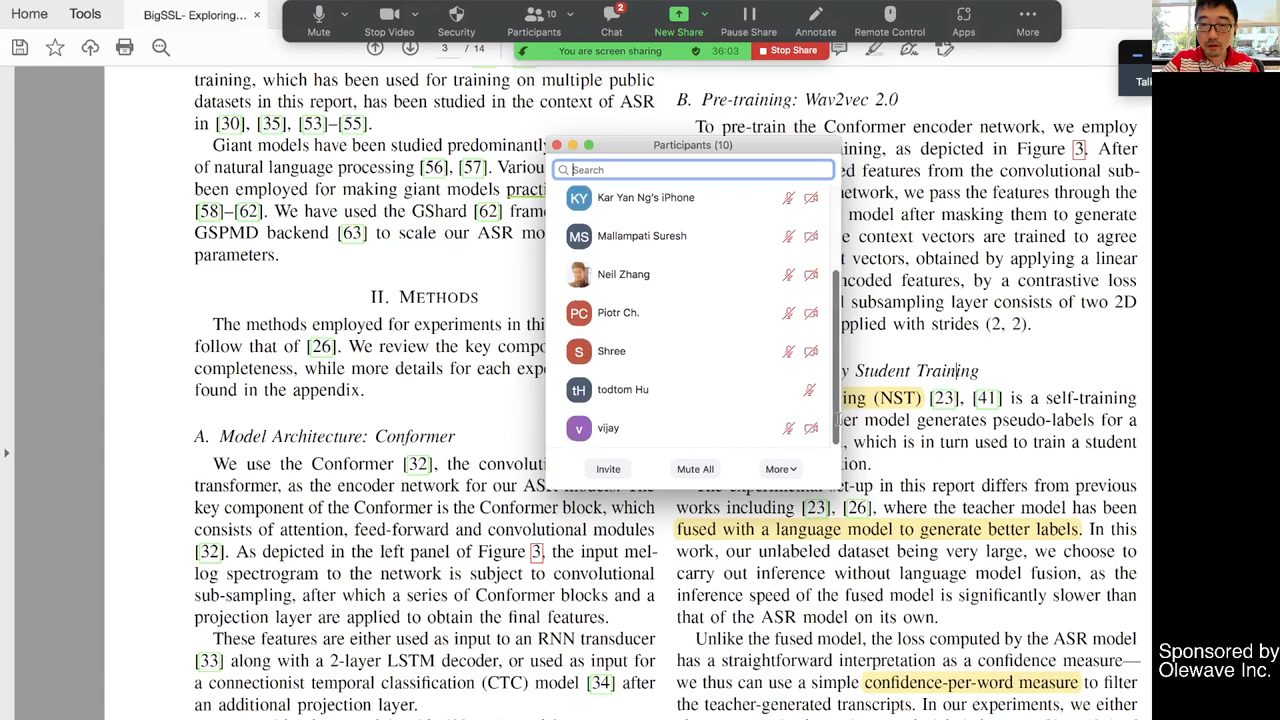 Home
Tools
BigSSL- Exploring... ×
Mute
Stop Video
Security
10
Participants
2
Chat
New Share
Pause Share
Annotate
Remote Control
Apps
More
3 / 14
You are screen sharing
36:03
Stop Share
Talk
training, which has been used for training on multiple public
datasets in this report, has been studied in the context of ASR
in [30], [35], [53]–[55].
Giant models have been studied predominantly
of natural language processing [56], [57]. Variou
been employed for making giant models practi
[58]–[62]. We have used the GShard [62] fram
GSPMD backend [63] to scale our ASR mo
parameters.
II. METHODS
The methods employed for experiments in thi
follow that of [26]. We review the key compo
completeness, while more details for each exp
found in the appendix.
A. Model Architecture: Conformer
We use the Conformer [32], the convolut
transformer, as the encoder network for our ASR models. The
key component of the Conformer is the Conformer block, which
consists of attention, feed-forward and convolutional modules
[32]. As depicted in the left panel of Figure 3, the input mel-
log spectrogram to the network is subject to convolutional
sub-sampling, after which a series of Conformer blocks and a
projection layer are applied to obtain the final features.
These features are either used as input to an RNN transducer
[33] along with a 2-layer LSTM decoder, or used as input for
a connectionist temporal classification (CTC) model [34] after
an additional projection layer.
Participants (10)
Search
KY Kar Yan Ng's iPhone
MS Mallampati Suresh
Neil Zhang
PC Piotr Ch.
S Shree
tH todtom Hu
v vijay
Invite
Mute All
More
B. Pre-training: Wav2vec 2.0
To pre-train the Conformer encoder network, we employ
ining, as depicted in Figure 3. After
ed features from the convolutional sub-
network, we pass the features through the
model after masking them to generate
e context vectors are trained to agree
t vectors, obtained by applying a linear
ncoded features, by a contrastive loss
l subsampling layer consists of two 2D
pplied with strides (2, 2).
y Student Training
ing (NST) [23], [41] is a self-training
er model generates pseudo-labels for a
, which is in turn used to train a student
ion.
The experimental set-up in this report differs from previous
works including [23], [26], where the teacher model has been
fused with a language model to generate better labels. In this
work, our unlabeled dataset being very large, we choose to
carry out inference without language model fusion, as the
inference speed of the fused model is significantly slower than
that of the ASR model on its own.
Unlike the fused model, the loss computed by the ASR model
has a straightforward interpretation as a confidence measure—
we thus can use a simple confidence-per-word measure to filter
the teacher-generated transcripts. In our experiments, we either
Sponsored by
Olewave Inc.